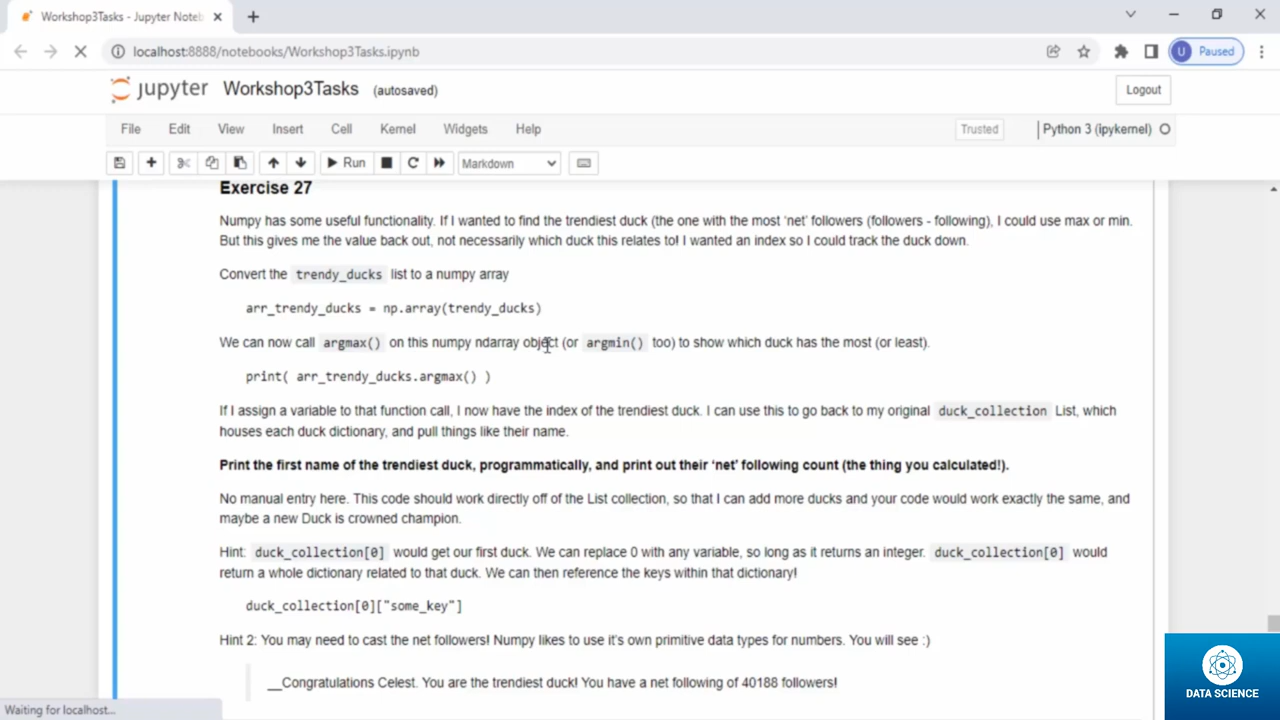 Workshop3Tasks - Jupyter Noteb
localhost:8888/notebooks/Workshop3Tasks.ipynb
U Paused
jupyter Workshop3Tasks (autosaved)
Logout
File Edit View Insert Cell Kernel Widgets Help
Trusted
Python 3 (ipykernel)
Run
Markdown
Exercise 27
Numpy has some useful functionality. If I wanted to find the trendiest duck (the one with the most 'net' followers (followers - following), I could use max or min.
But this gives me the value back out, not necessarily which duck this relates to! I wanted an index so I could track the duck down.
Convert the trendy_ducks list to a numpy array
arr_trendy_ducks = np.array(trendy_ducks)
We can now call argmax() on this numpy ndarray object (or argmin() too) to show which duck has the most (or least).
print( arr_trendy_ducks.argmax() )
If I assign a variable to that function call, I now have the index of the trendiest duck. I can use this to go back to my original duck_collection List, which
houses each duck dictionary, and pull things like their name.
Print the first name of the trendiest duck, programmatically, and print out their 'net' following count (the thing you calculated!).
No manual entry here. This code should work directly off of the List collection, so that I can add more ducks and your code would work exactly the same, and
maybe a new Duck is crowned champion.
Hint: duck_collection[0] would get our first duck. We can replace 0 with any variable, so long as it returns an integer. duck_collection[0] would
return a whole dictionary related to that duck. We can then reference the keys within that dictionary!
duck_collection[0]["some_key"]
Hint 2: You may need to cast the net followers! Numpy likes to use it's own primitive data types for numbers. You will see :)
__Congratulations Celest. You are the trendiest duck! You have a net following of 40188 followers!
Waiting for localhost...
DATA SCIENCE